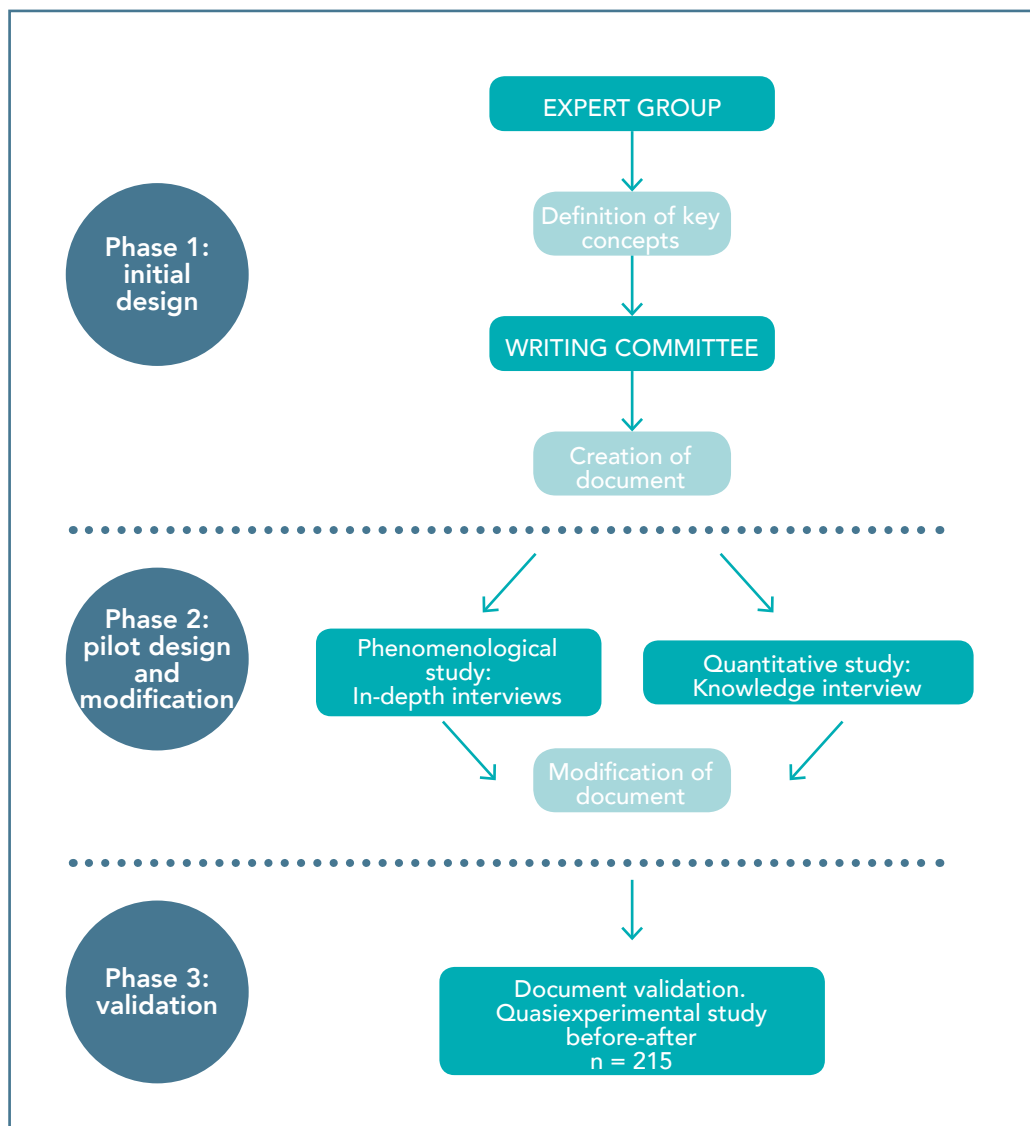 EXPERT GROUP
Phase 1:
initial
design
Definition of key
concepts
WRITING COMMITTEE
Creation of
document
Phase 2:
pilot design
and
modification
Phenomenological
study:
In-depth interviews
Quantitative study:
Knowledge interview
Modification of
document
Phase 3:
validation
Document validation.
Quasiexperimental study
before-after
n = 215